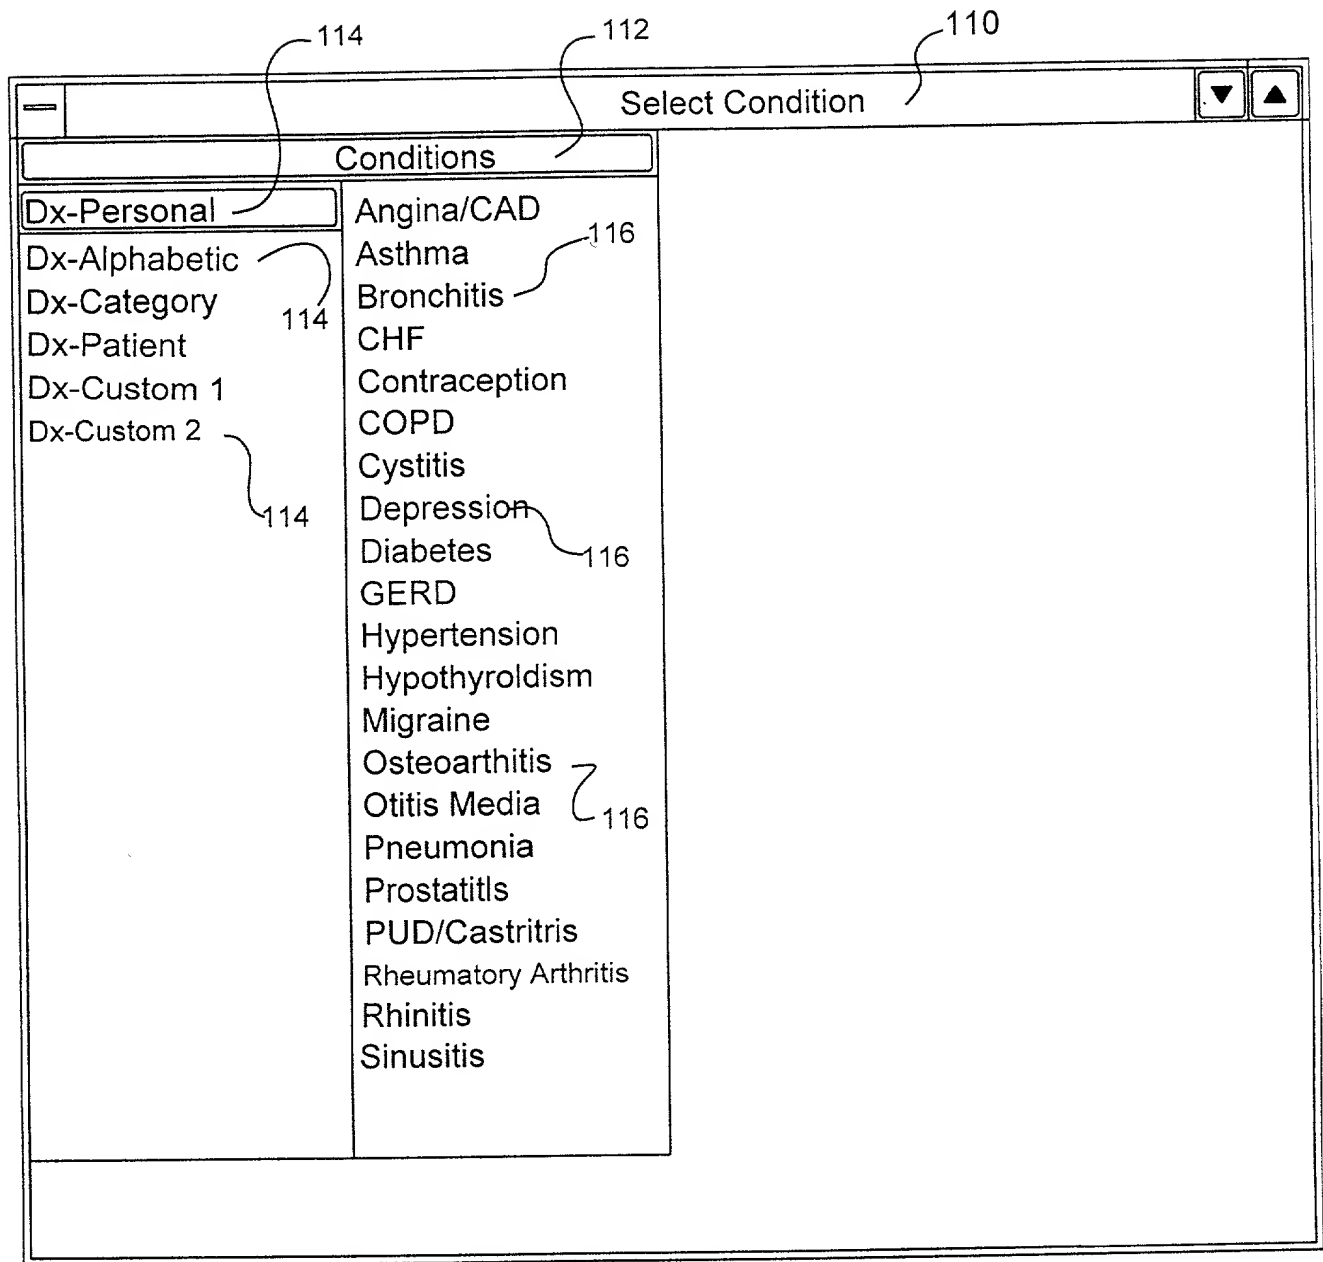 114
112
110
Select Condition
Conditions
Dx-Personal
Dx-Alphabetic
114
Dx-Category
Dx-Patient
Dx-Custom 1
Dx-Custom 2
114
Angina/CAD
116
Asthma
Bronchitis
CHF
Contraception
COPD
Cystitis
Depression
Diabetes
116
GERD
Hypertension
Hypothyroldism
Migraine
Osteoarthitis
Otitis Media
116
Pneumonia
Prostatitls
PUD/Castritris
Rheumatory Arthritis
Rhinitis
Sinusitis